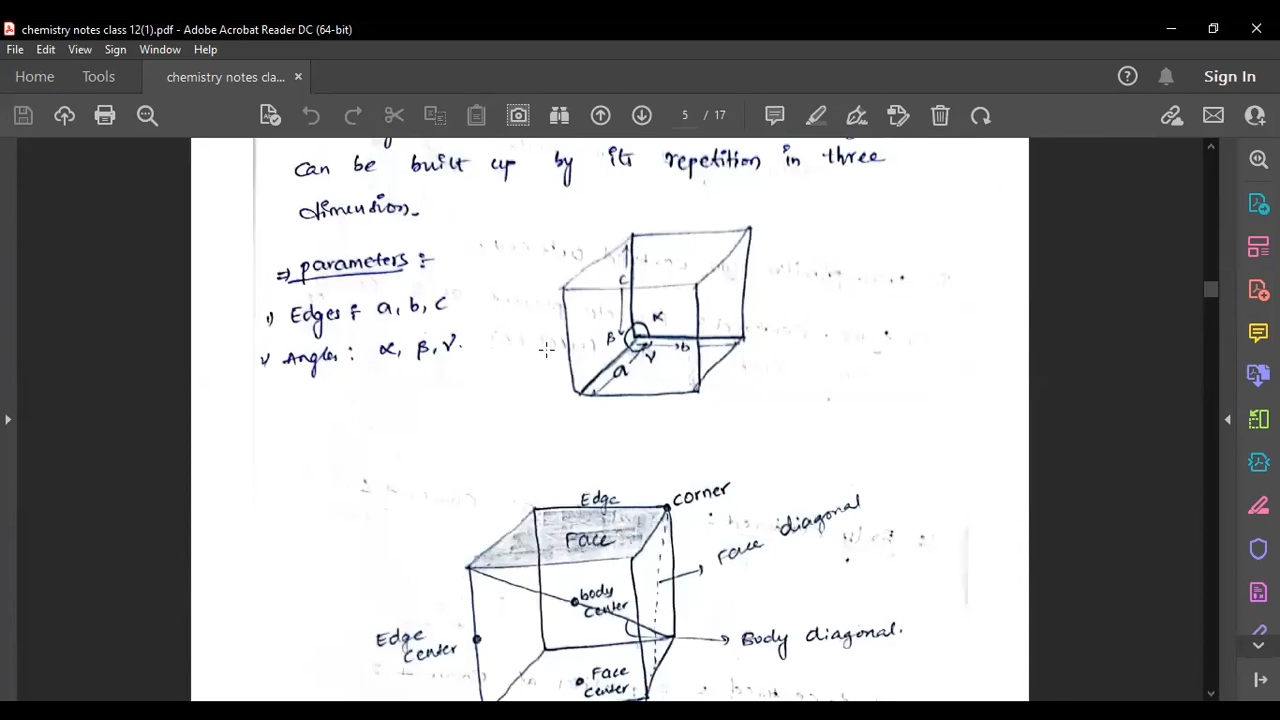 chemistry notes class 12(1).pdf - Adobe Acrobat Reader DC (64-bit)
File Edit View Sign Window Help
Home Tools chemistry notes cla... × Sign In
5 / 17
can be built up by its repetition in three
dimension.
⇒ parameters :-
Edges : a, b, c
Angles : α, β, γ.
c
α
β
γ
b
a
Edge
corner
Face
Face diagonal
body
center
Edge
center
Body diagonal.
Face
center